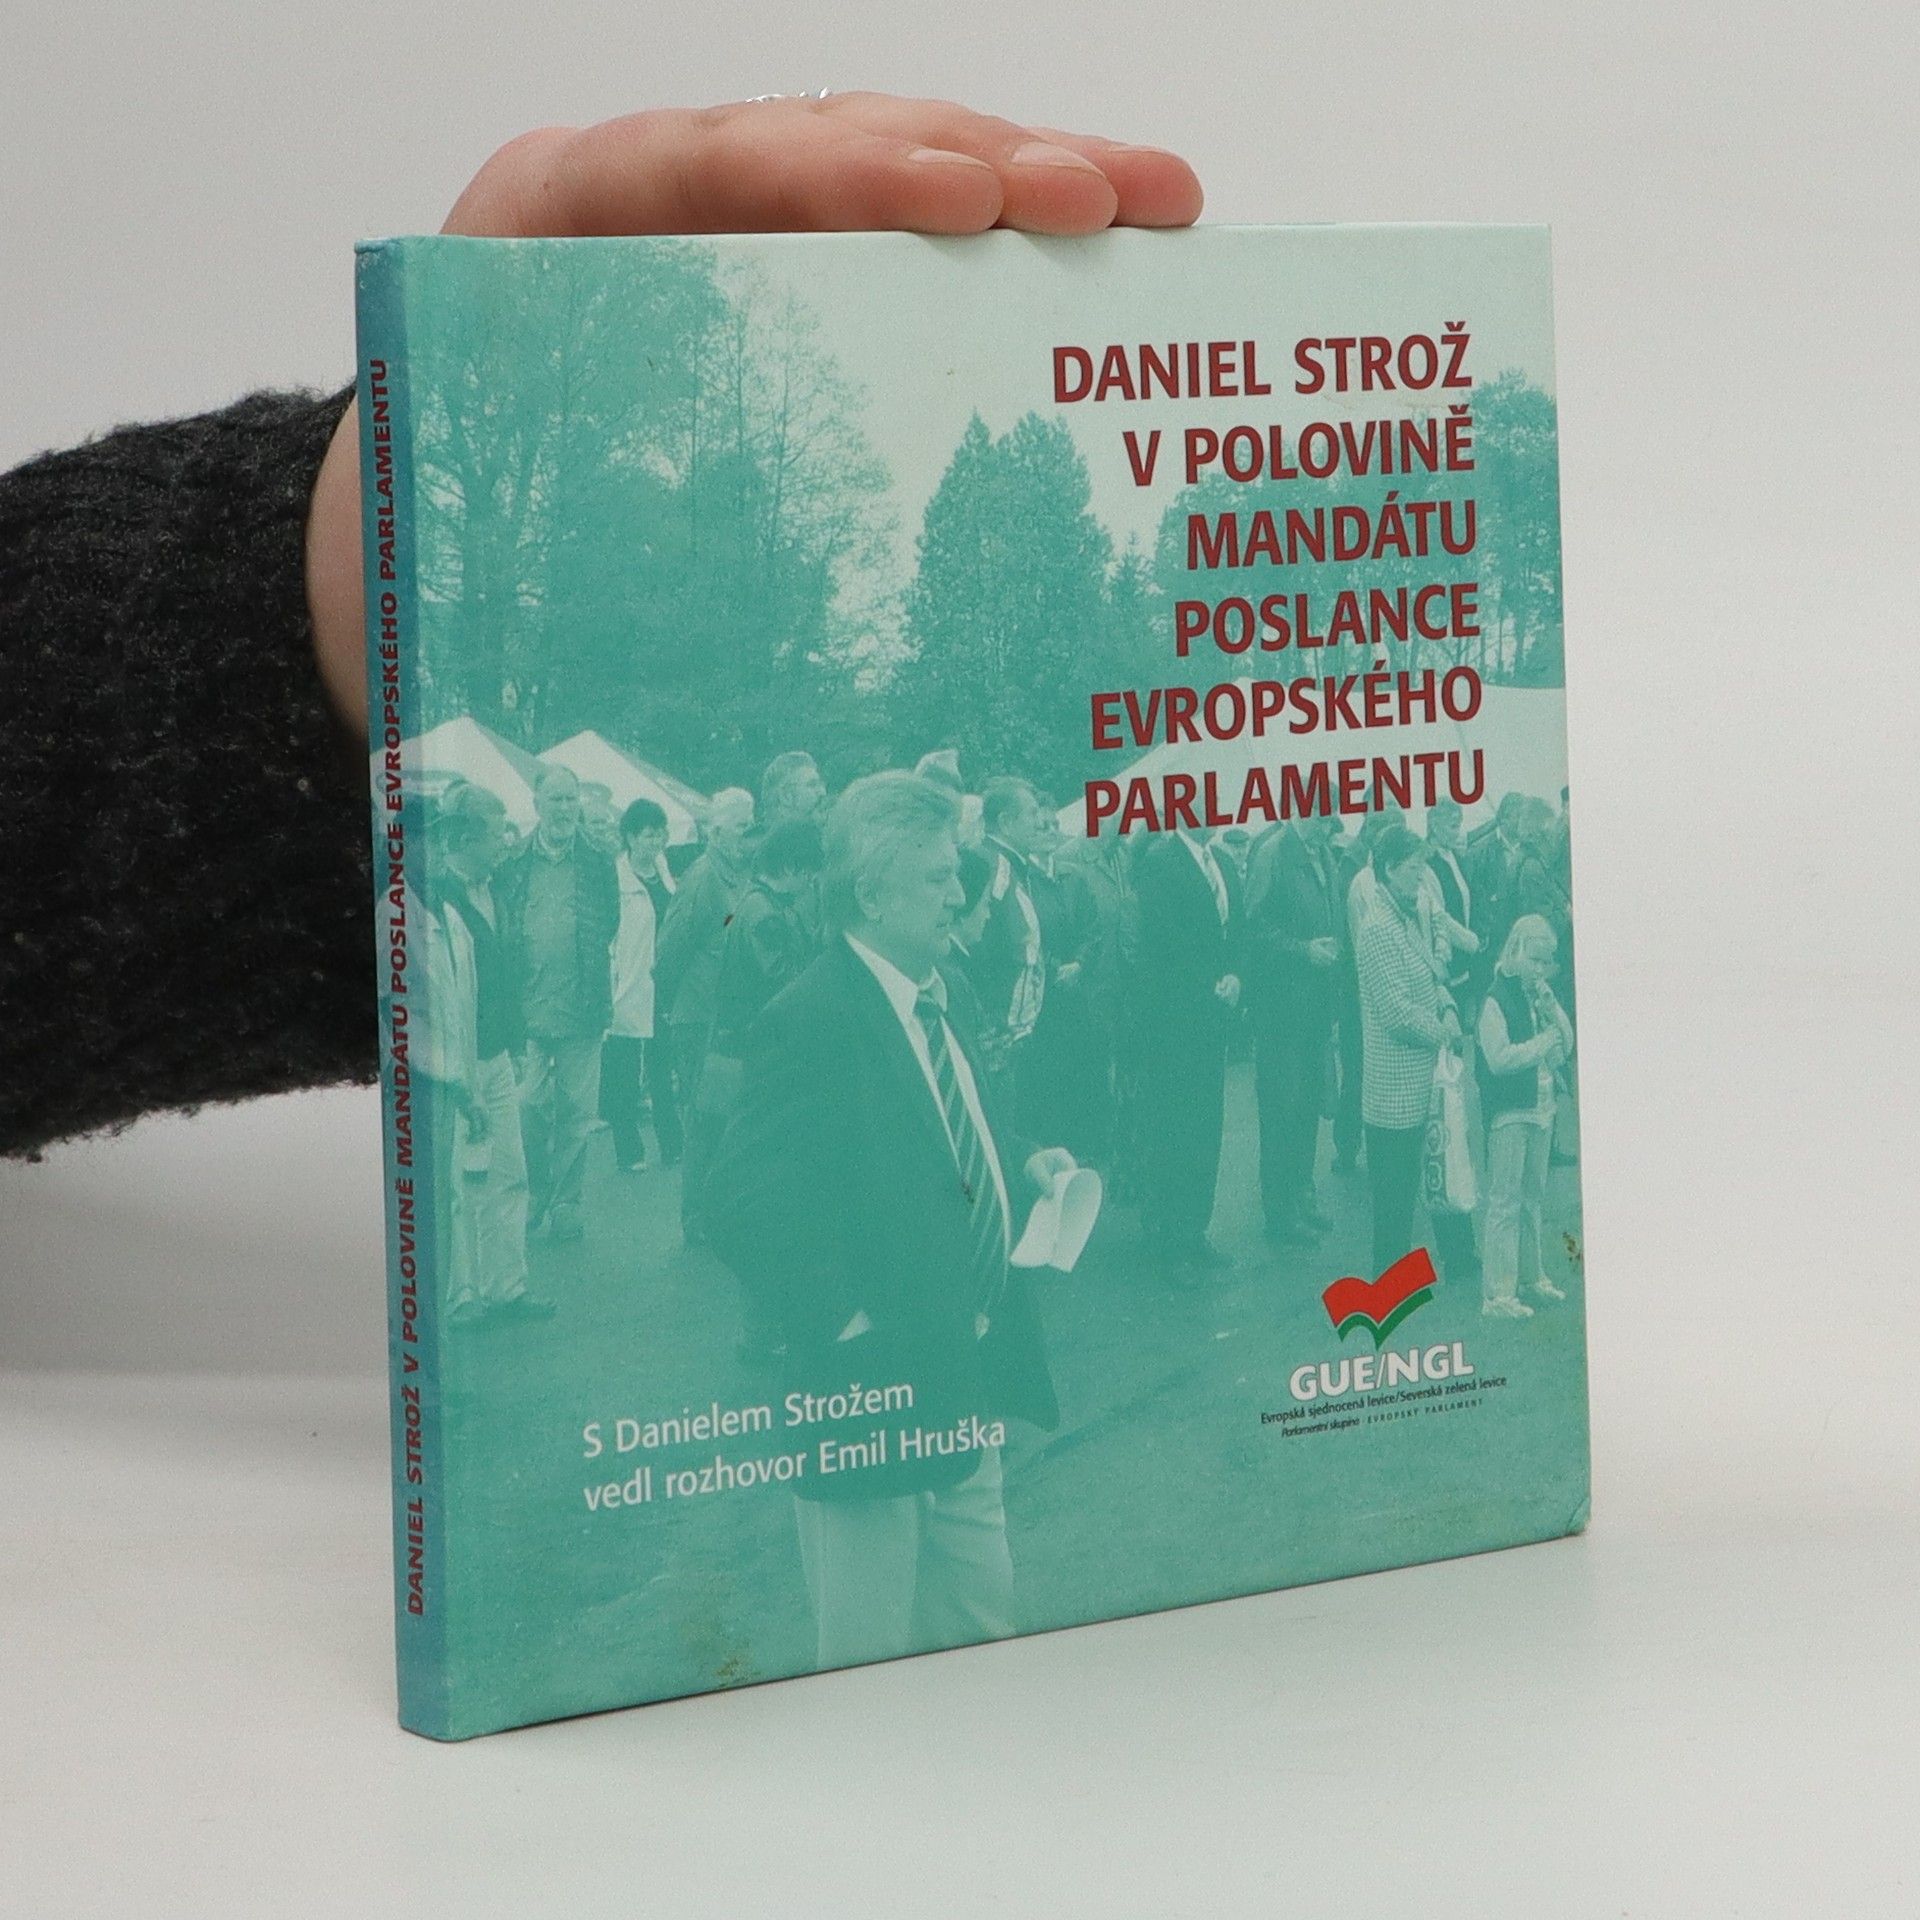 DANIEL STROŽ V POLOVINĚ MANDÁTU POSLANCE EVROPSKÉHO PARLAMENTU
DANIEL STROŽ
V POLOVINĚ
MANDÁTU
POSLANCE
EVROPSKÉHO
PARLAMENTU
GUE/NGL
Evropská sjednocená levice/Severská zelená levice
Parlamentní skupina · EVROPSKÝ PARLAMENT
S Danielem Strožem
vedl rozhovor Emil Hruška